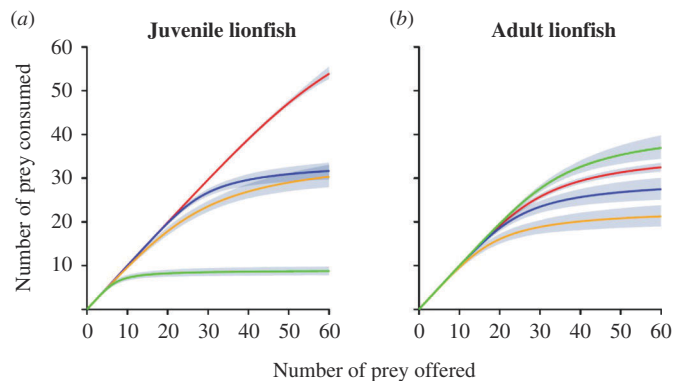 (a)
Juvenile lionfish
(b)
Adult lionfish
Number of prey consumed
60
50
40
30
20
10
0 10 20 30 40 50 60
0 10 20 30 40 50 60
Number of prey offered